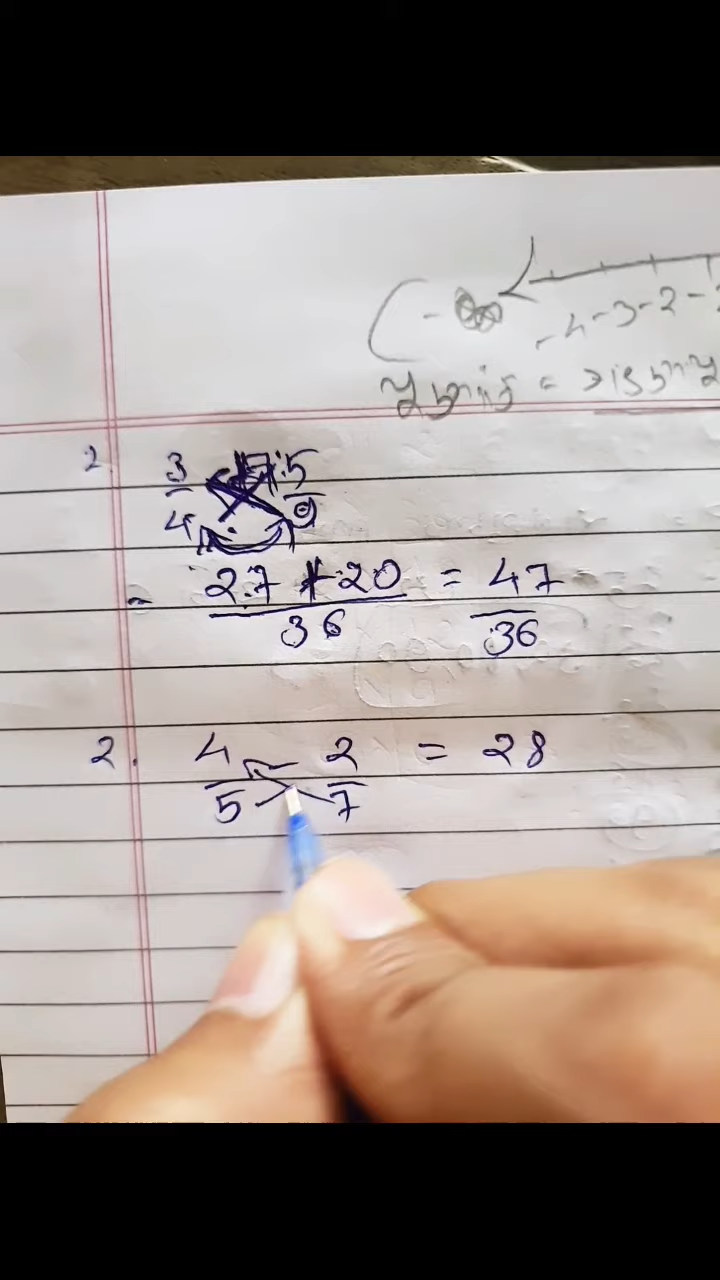 -4 -3 -2 -
2. 3/4 5/9
= 27 + 20 / 36 = 47/36
2. 4/5 - 2/7 = 28